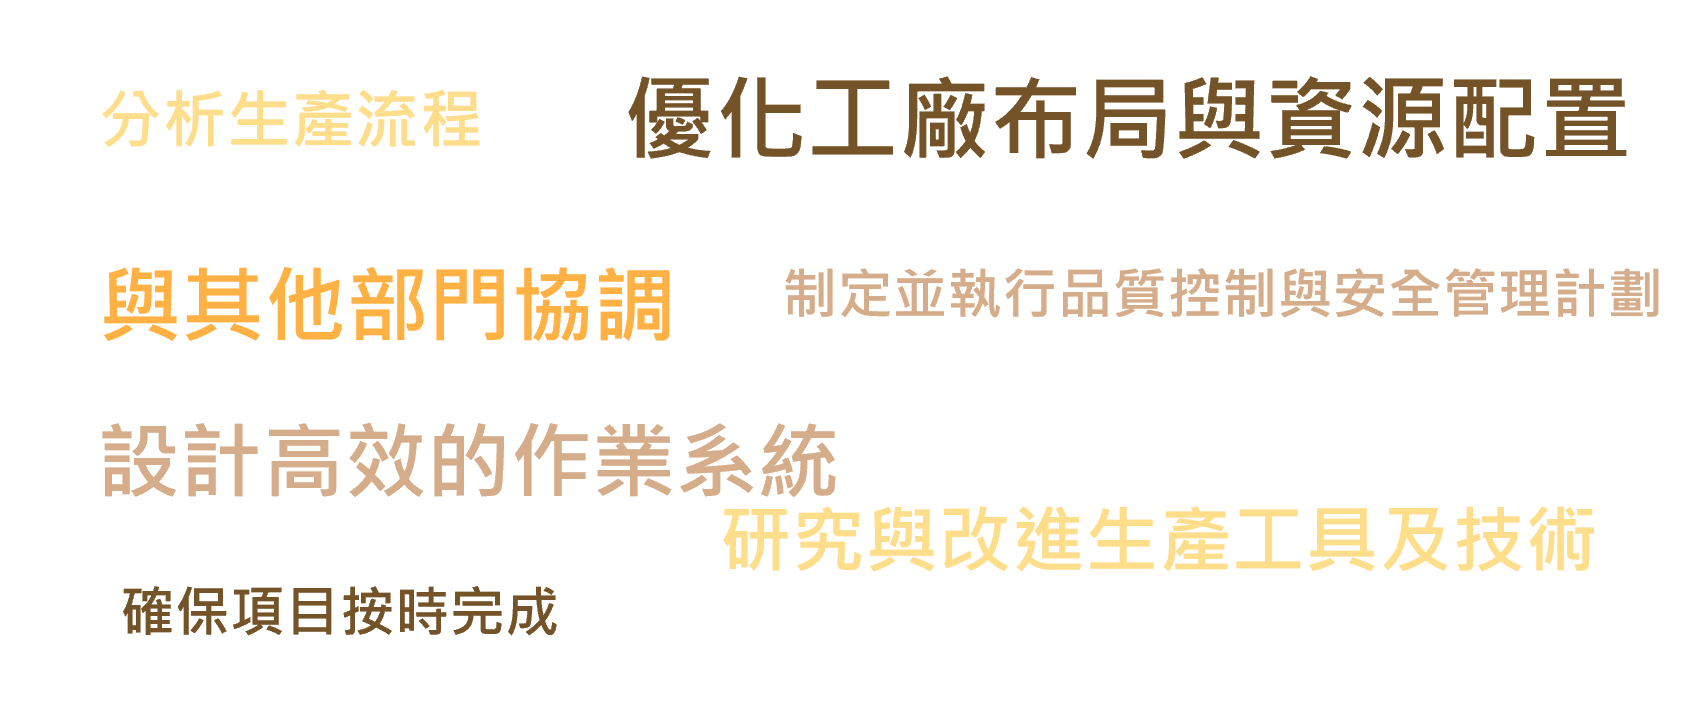 分析生產流程
優化工廠布局與資源配置
與其他部門協調
制定並執行品質控制與安全管理計劃
設計高效的作業系統
研究與改進生產工具及技術
確保項目按時完成